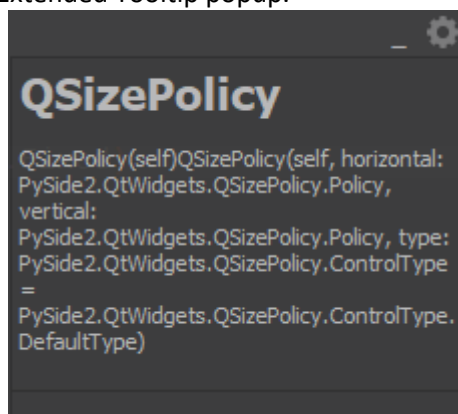 Extended Tooltip popup:
_
QSizePolicy
QSizePolicy(self)QSizePolicy(self, horizontal:
PySide2.QtWidgets.QSizePolicy.Policy,
vertical:
PySide2.QtWidgets.QSizePolicy.Policy, type:
PySide2.QtWidgets.QSizePolicy.ControlType
=
PySide2.QtWidgets.QSizePolicy.ControlType.
DefaultType)